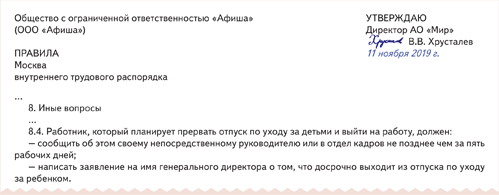 Общество с ограниченной ответственностью «Афиша»
(ООО «Афиша»)
УТВЕРЖДАЮ
Директор АО «Мир»
Хрустал В.В. Хрусталев
11 ноября 2019 г.
ПРАВИЛА
Москва
внутреннего трудового распорядка
...
8. Иные вопросы
...
8.4. Работник, который планирует прервать отпуск по уходу за детьми и выйти на работу, должен:
— сообщить об этом своему непосредственному руководителю или в отдел кадров не позднее чем за пять
рабочих дней;
— написать заявление на имя генерального директора о том, что досрочно выходит из отпуска по уходу
за ребенком.